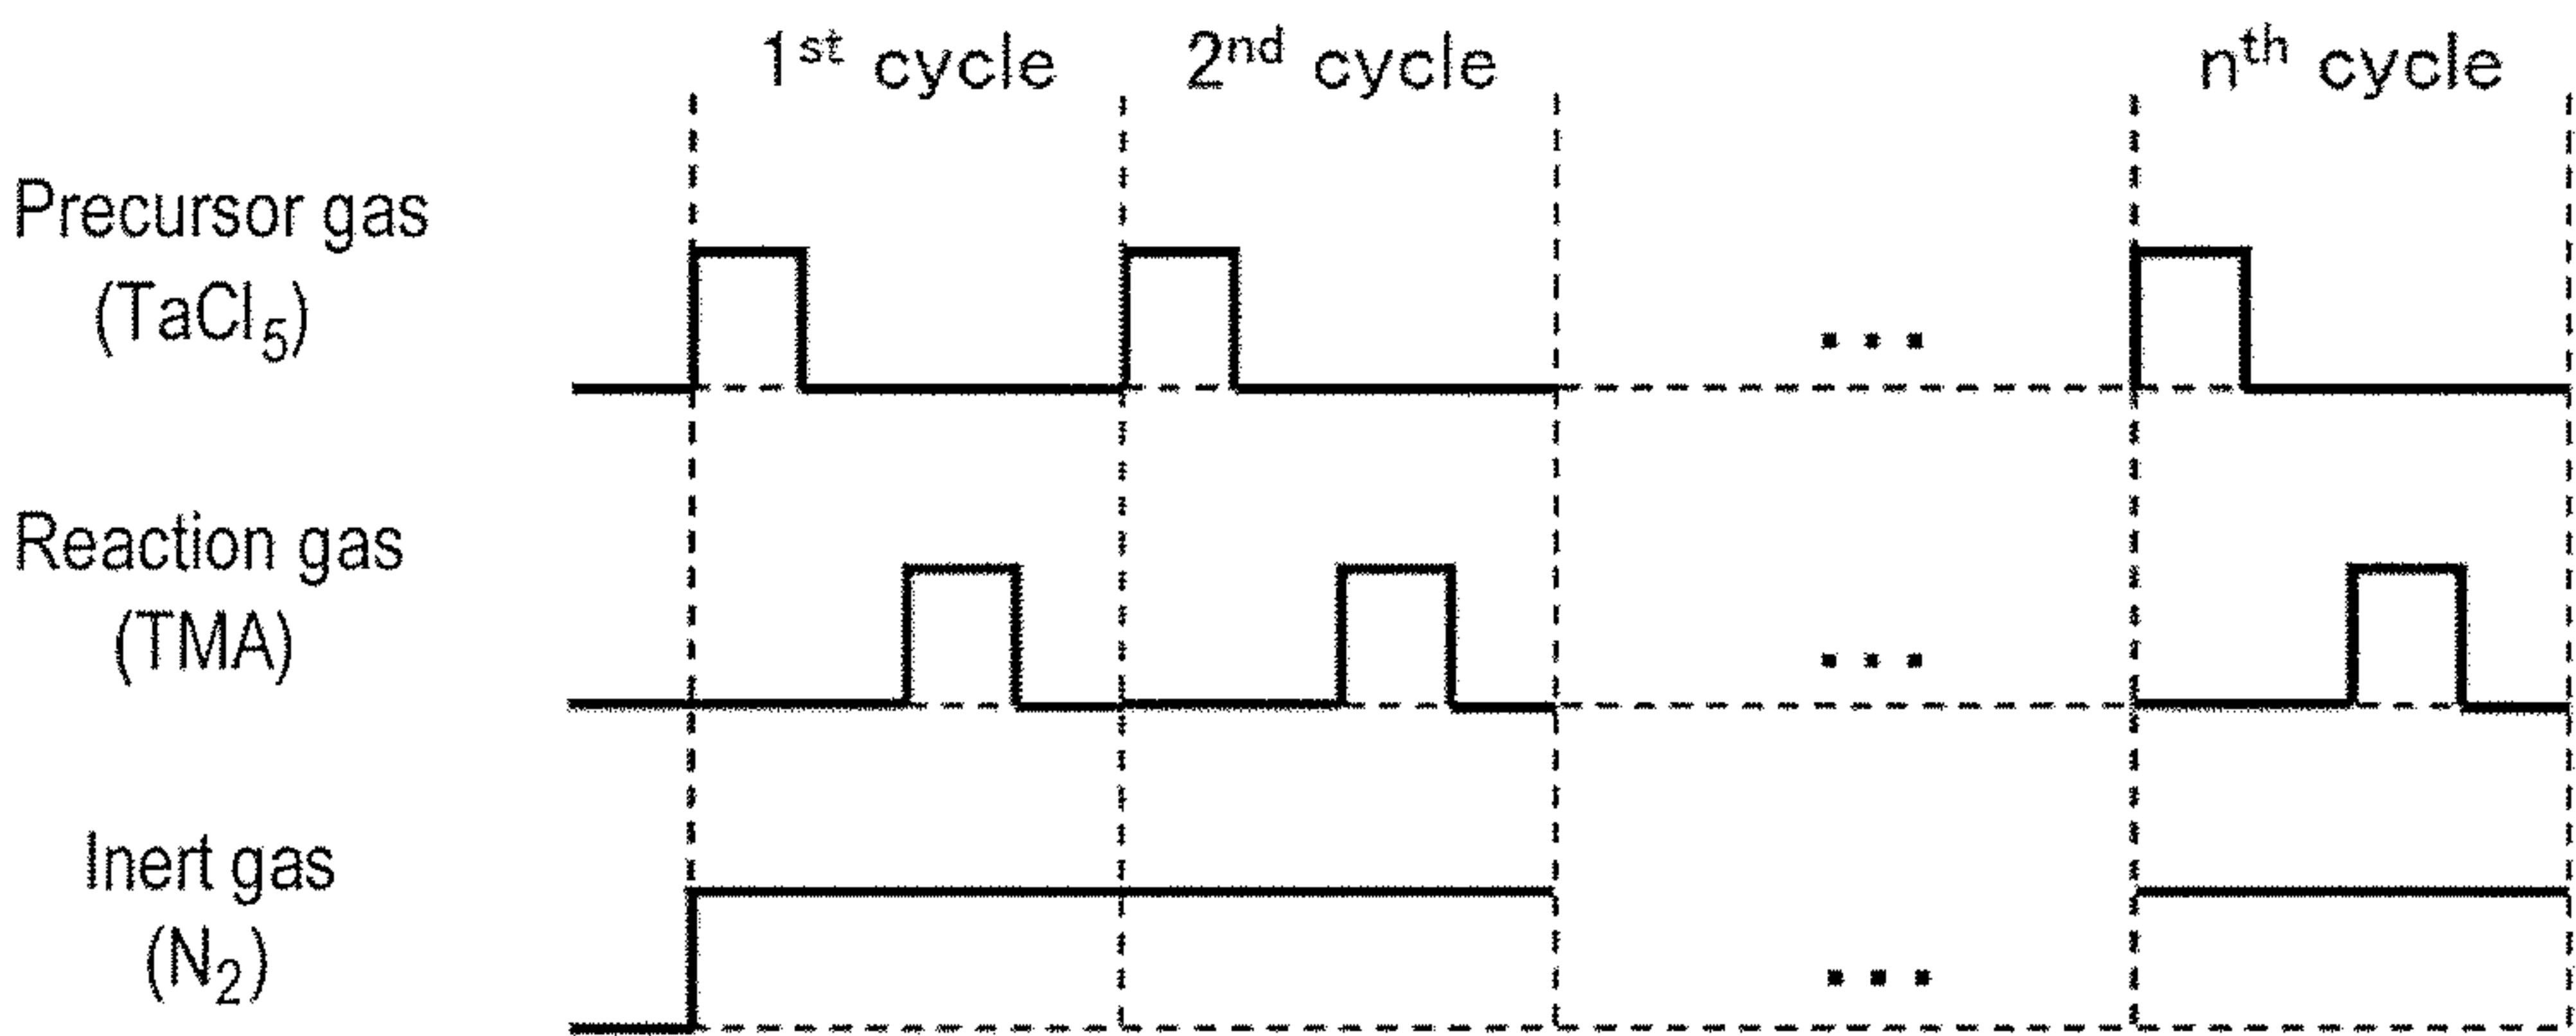 1st cycle 2nd cycle nth cycle
Precursor gas
(TaCl5)
...
Reaction gas
(TMA)
...
Inert gas
(N2)
...